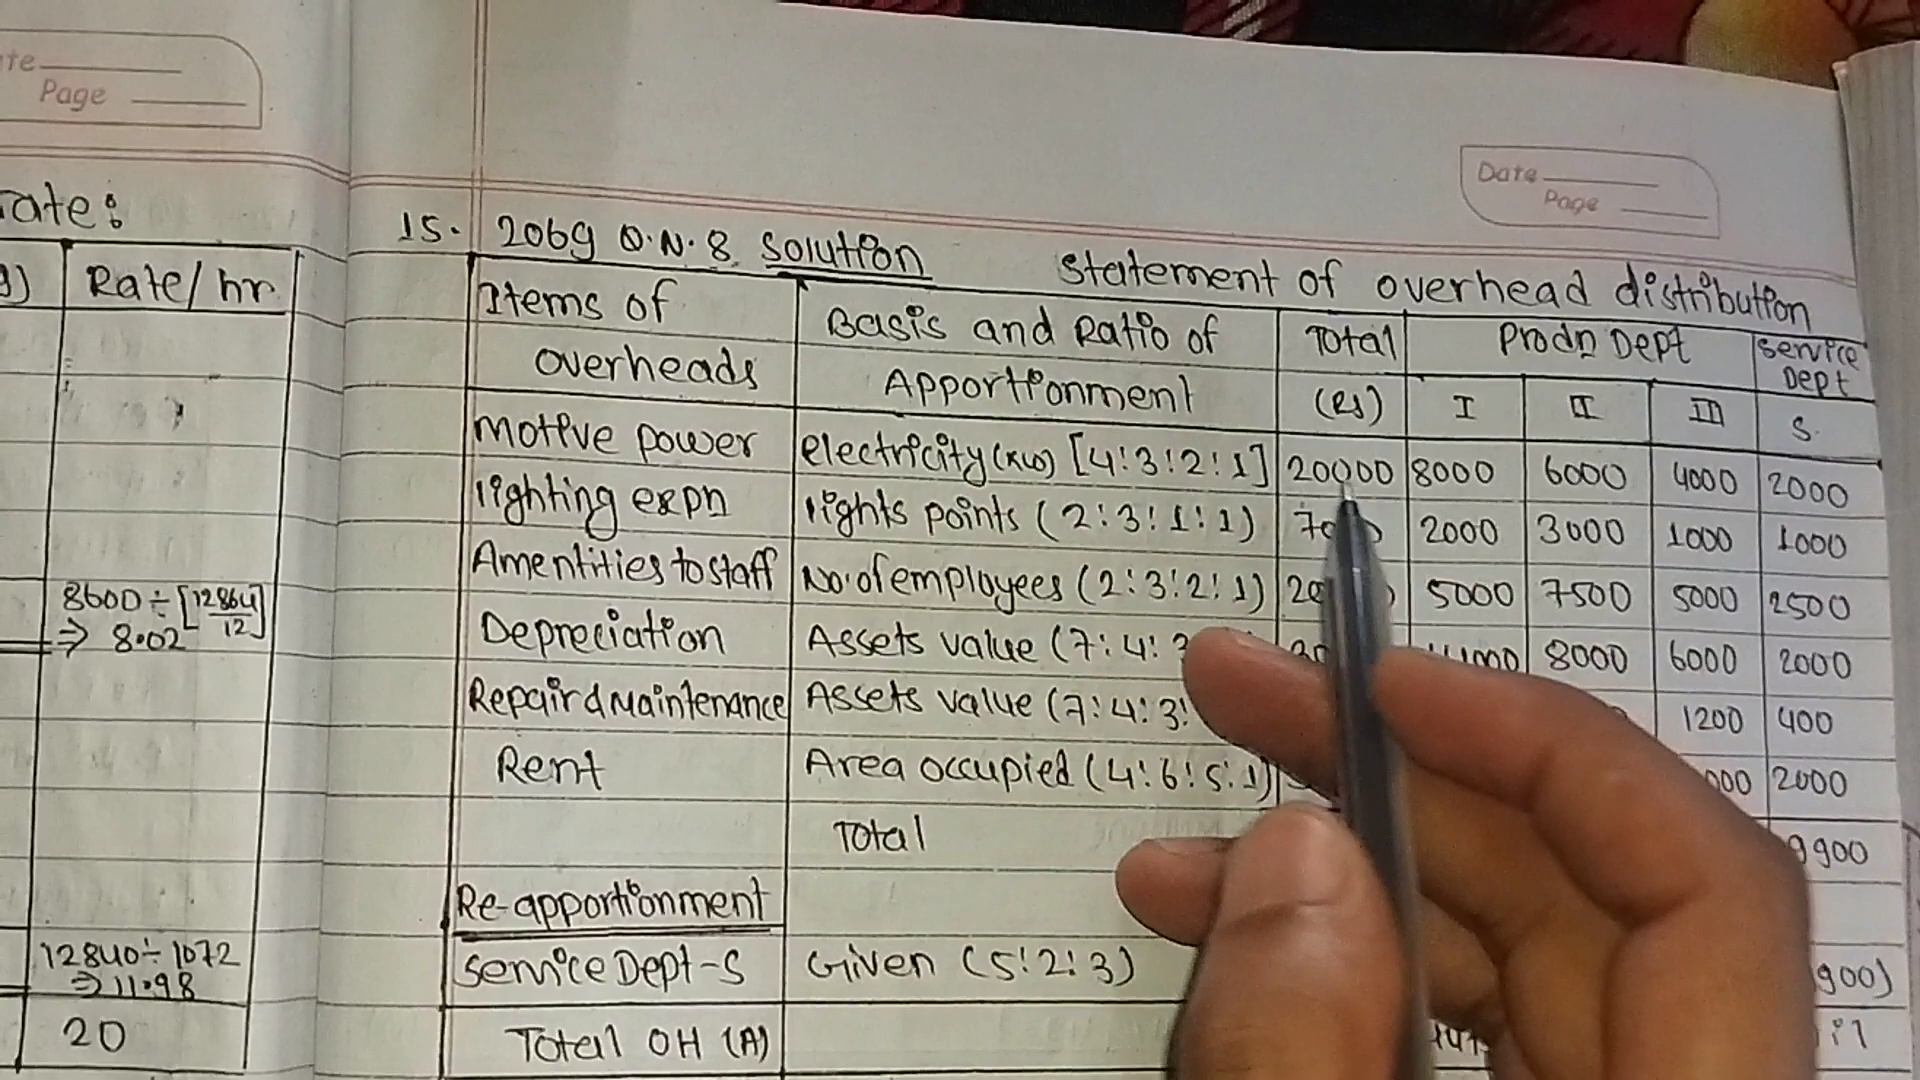 te
Page
Date
Page
rate:
Rate/hr
8600 ÷ [12864/12]
⇒ 8.02
12840 ÷ 1072
⇒ 11.98
20
15. 2069 Q.N.8. Solution Statement of overhead distribution
Items of overheads Basis and Ratio of Apportionment Total (Rs) Prodn Dept Service Dept
I II III S.
Motive power electricity (KW) [4:3:2:1] 20000 8000 6000 4000 2000
lighting expn lights points (2:3:1:1) 2000 3000 1000 1000
Amentities to staff No. of employees (2:3:2:1) 5000 7500 5000 2500
Depreciation Assets value (7:4: 8000 6000 2000
Repair & Maintenance Assets value (7:4:3: 1200 400
Rent Area occupied (4:6:5:1) 2000
Total 9900
Re-apportionment
Service Dept-S Given (5:2:3) 900)
Total OH (A)